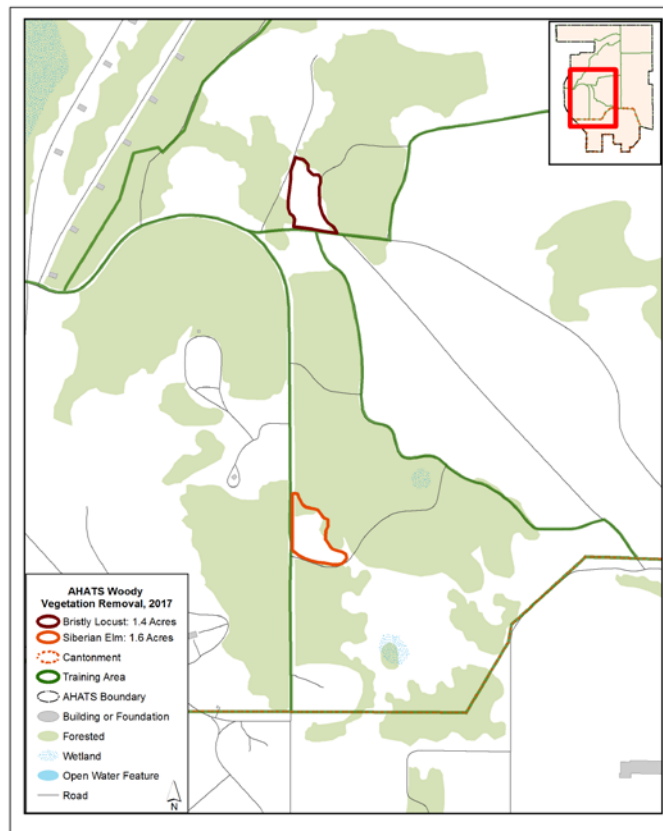 AHATS Woody
Vegetation Removal, 2017
Bristly Locust: 1.4 Acres
Siberian Elm: 1.6 Acres
Cantonment
Training Area
AHATS Boundary
Building or Foundation
Forested
Wetland
Open Water Feature
Road
N